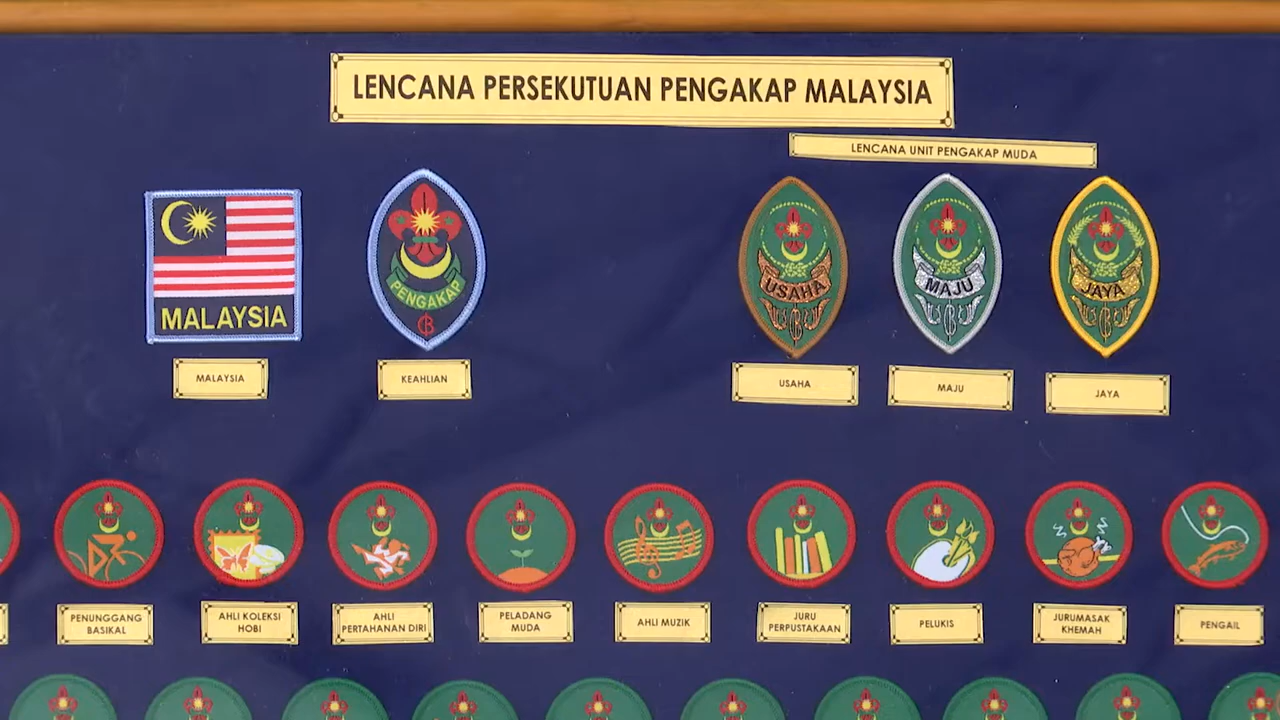 LENCANA PERSEKUTUAN PENGAKAP MALAYSIA
LENCANA UNIT PENGAKAP MUDA
MALAYSIA
PENGAKAP
USAHA
MAJU
JAYA
MALAYSIA
KEAHLIAN
USAHA
MAJU
JAYA
PENUNGGANG
BASIKAL
AHLI KOLEKSI
HOBI
AHLI
PERTAHANAN DIRI
PELADANG
MUDA
AHLI MUZIK
JURU
PERPUSTAKAAN
PELUKIS
JURUMASAK
KHEMAH
PENGAIL